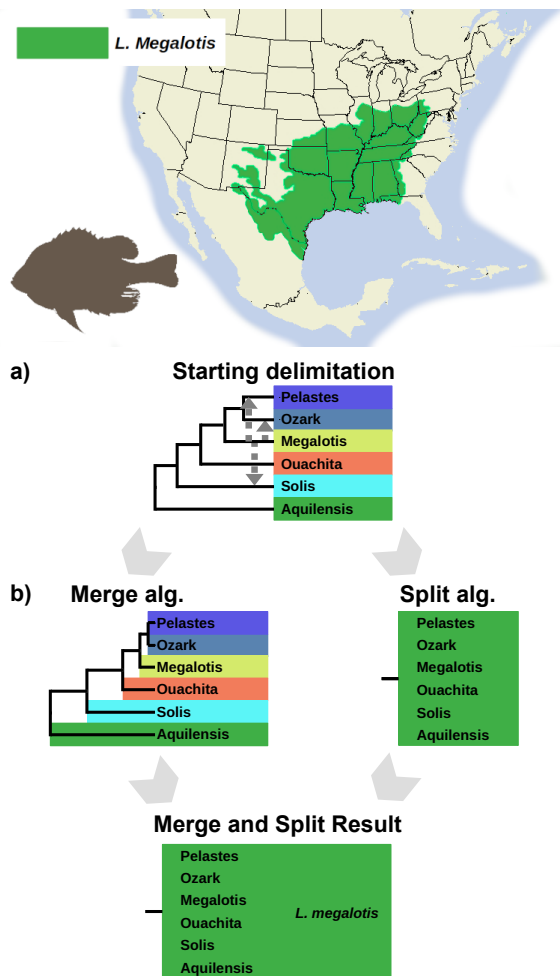 L. Megalotis
a) Starting delimitation
Pelastes
Ozark
Megalotis
Ouachita
Solis
Aquilensis
b) Merge alg.
Pelastes
Ozark
Megalotis
Ouachita
Solis
Aquilensis
Split alg.
Pelastes
Ozark
Megalotis
Ouachita
Solis
Aquilensis
Merge and Split Result
Pelastes
Ozark
Megalotis
Ouachita
Solis
Aquilensis
L. megalotis